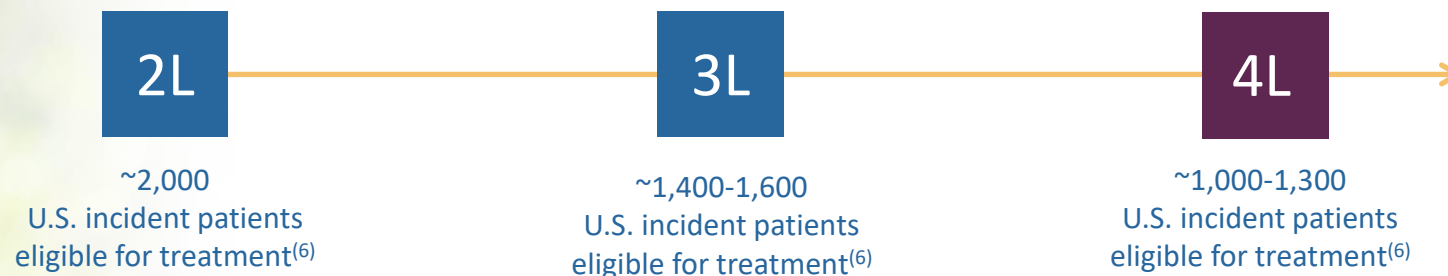 2L
~2,000
U.S. incident patients
eligible for treatment(6)
3L
~1,400-1,600
U.S. incident patients
eligible for treatment(6)
4L
~1,000-1,300
U.S. incident patients
eligible for treatment(6)